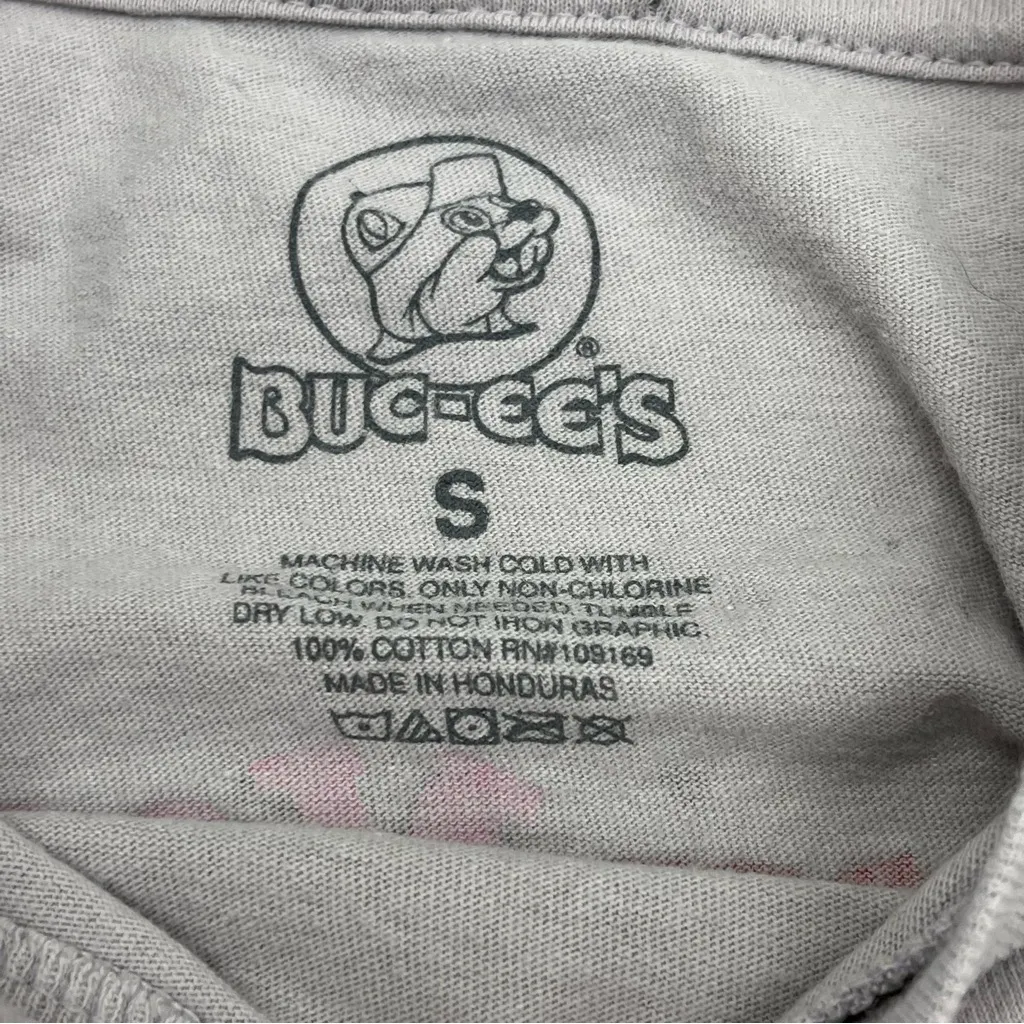 ®
BUC-EE'S
S
MACHINE WASH COLD WITH
LIKE COLORS. ONLY NON-CHLORINE
BLEACH WHEN NEEDED. TUMBLE
DRY LOW. DO NOT IRON GRAPHIC.
100% COTTON RN#109169
MADE IN HONDURAS